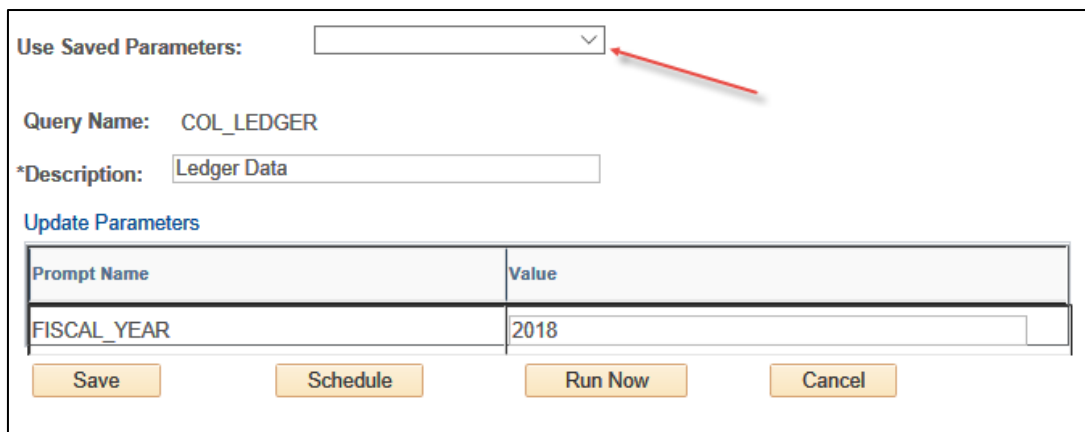 Use Saved Parameters:
Query Name: COL_LEDGER
*Description: Ledger Data
Update Parameters
Prompt Name Value
FISCAL_YEAR 2018
Save Schedule Run Now Cancel